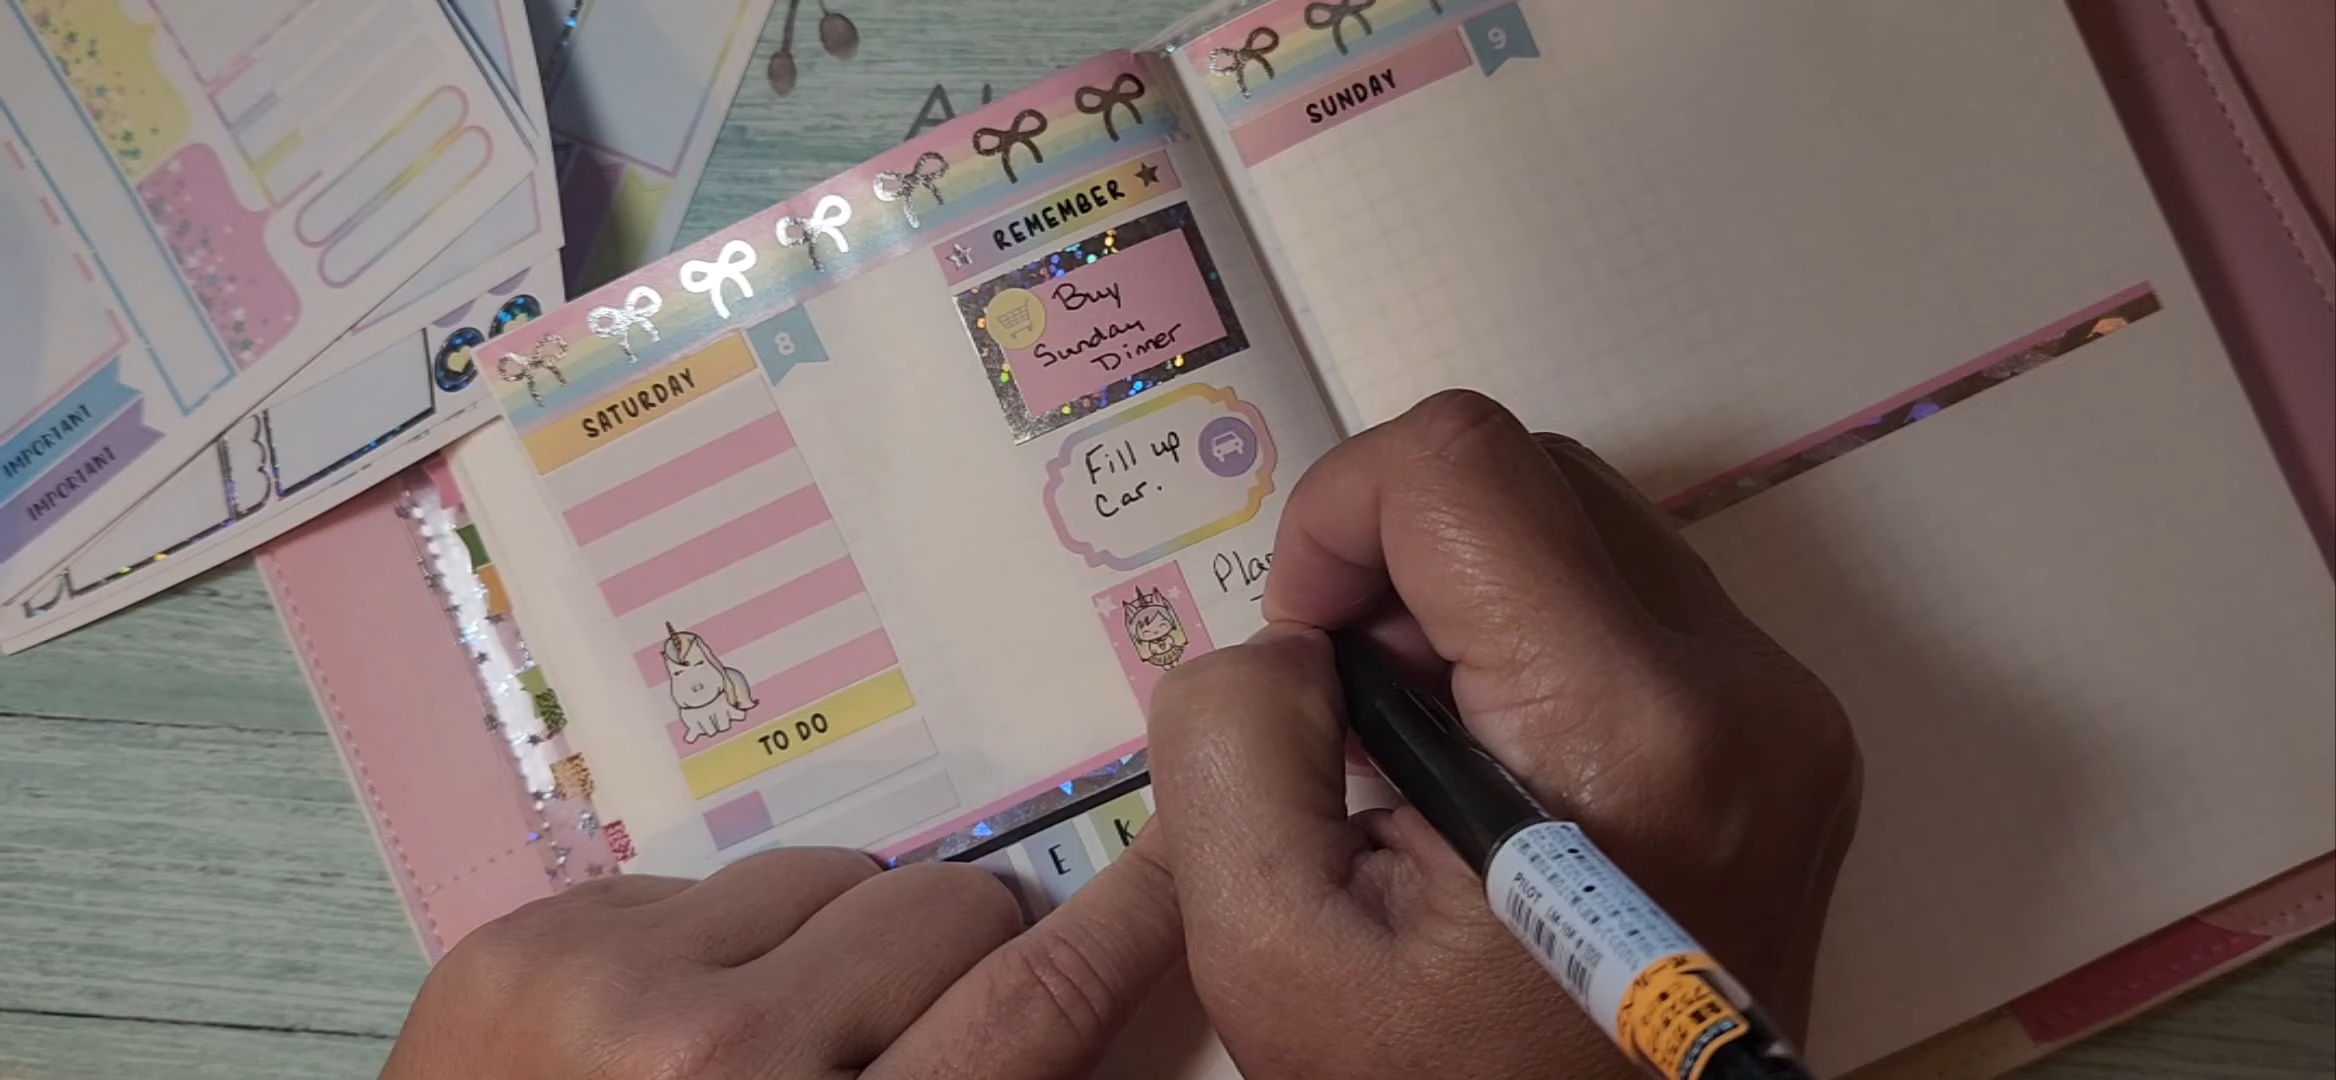 SUNDAY
9
REMEMBER
Buy
Sunday
Dinner
8
SATURDAY
Fill up
Car.
TO DO
E
K
IMPORTANT
IMPORTANT
PILOT